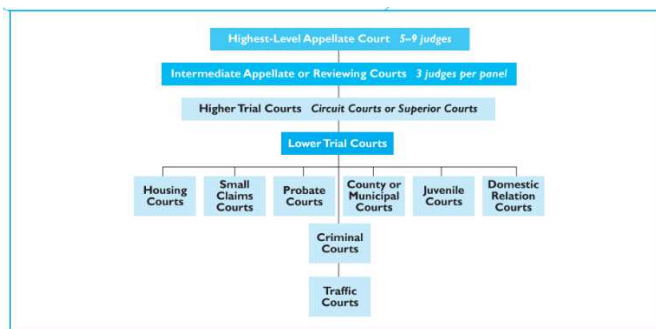 Highest-Level Appellate Court 5–9 judges
Intermediate Appellate or Reviewing Courts 3 judges per panel
Higher Trial Courts Circuit Courts or Superior Courts
Lower Trial Courts
Housing
Courts
Small
Claims
Courts
Probate
Courts
County or
Municipal
Courts
Juvenile
Courts
Domestic
Relation
Courts
Criminal
Courts
Traffic
Courts